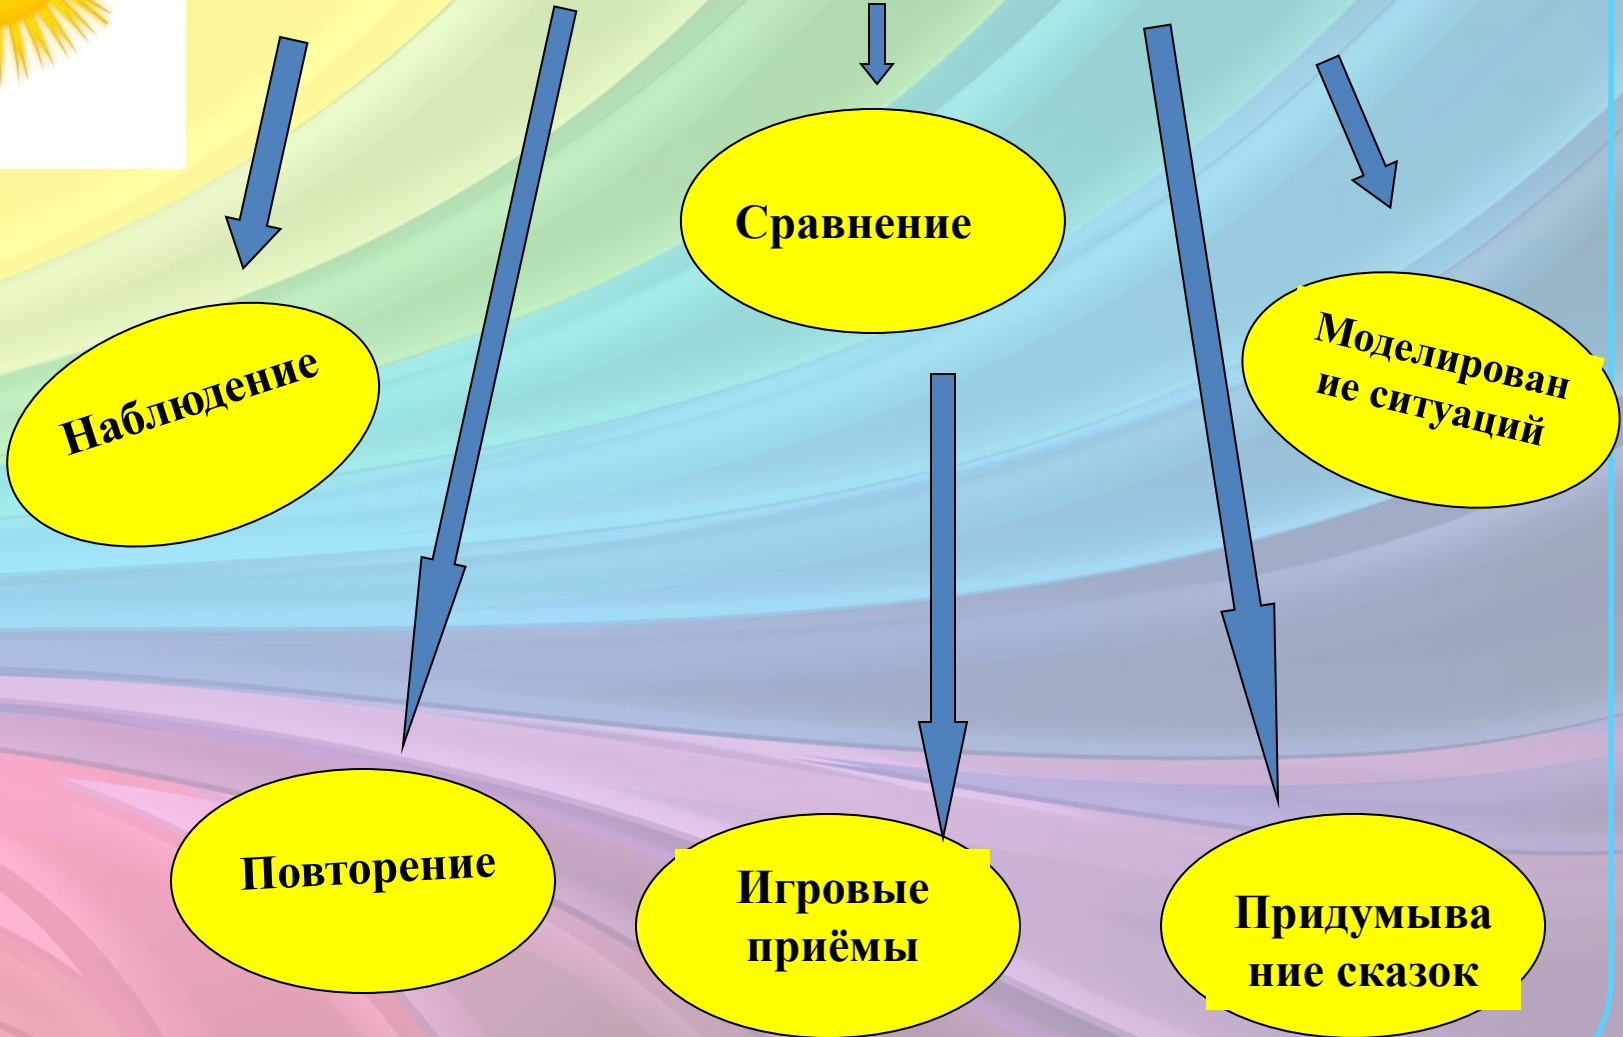 Сравнение
Наблюдение
Моделирован
ие ситуаций
Повторение
Игровые
приёмы
Придумыва
ние сказок